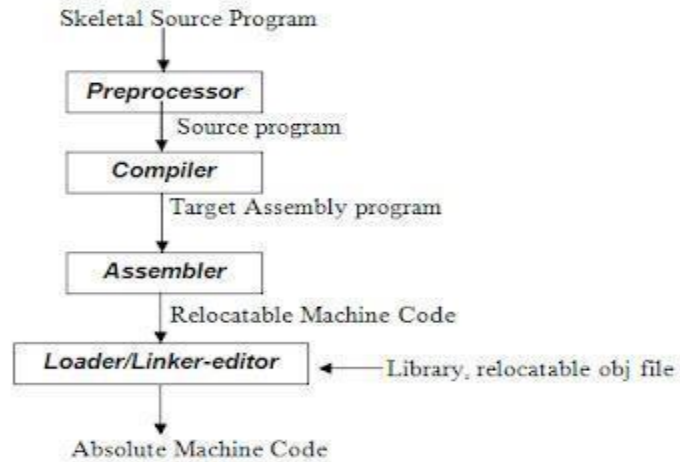 Skeletal Source Program
Preprocessor
Source program
Compiler
Target Assembly program
Assembler
Relocatable Machine Code
Loader/Linker-editor
Library, relocatable obj file
Absolute Machine Code